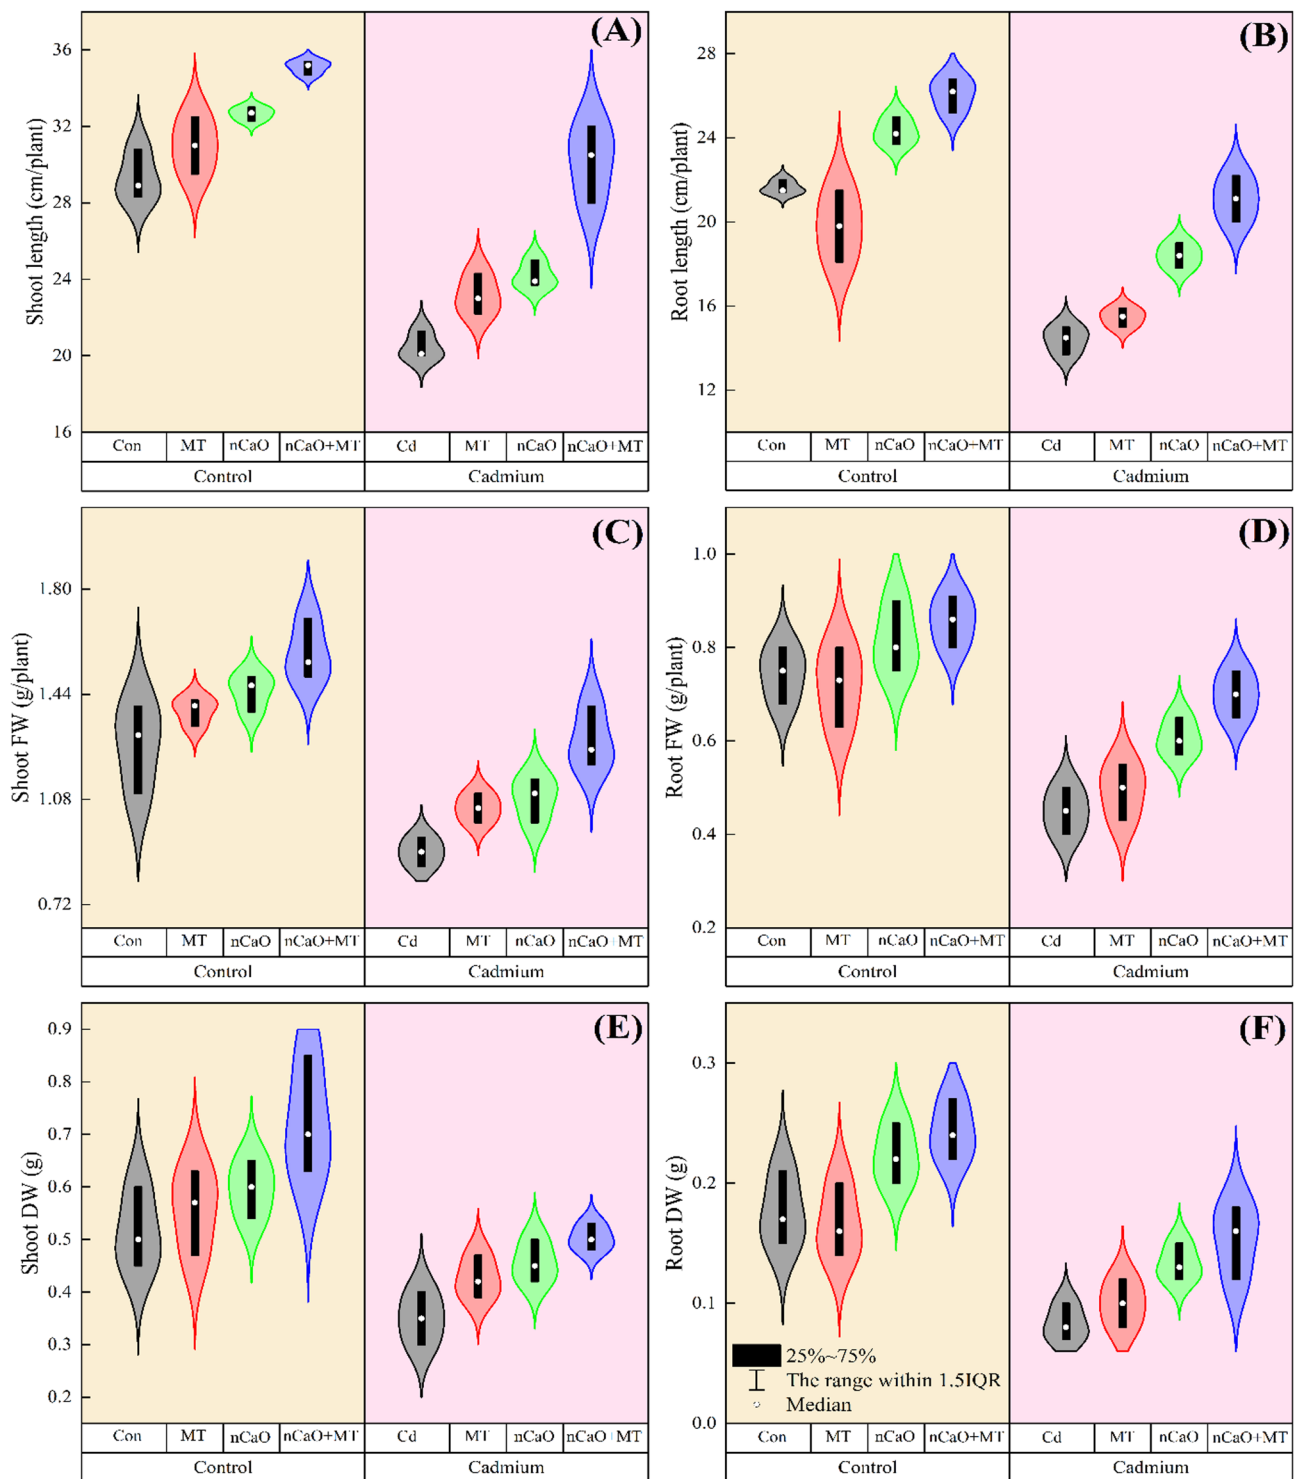 (A)
Shoot length (cm/plant)
36
32
28
24
20
16
Con MT nCaO nCaO+MT Cd MT nCaO nCaO+MT
Control Cadmium
(B)
Root length (cm/plant)
28
24
20
16
12
Con MT nCaO nCaO+MT Cd MT nCaO nCaO+MT
Control Cadmium
(C)
Shoot FW (g/plant)
1.80
1.44
1.08
0.72
Con MT nCaO nCaO+MT Cd MT nCaO nCaO+MT
Control Cadmium
(D)
Root FW (g/plant)
1.0
0.8
0.6
0.4
0.2
Con MT nCaO nCaO+MT Cd MT nCaO nCaO+MT
Control Cadmium
(E)
Shoot DW (g)
0.9
0.8
0.7
0.6
0.5
0.4
0.3
0.2
Con MT nCaO nCaO+MT Cd MT nCaO nCaO+MT
Control Cadmium
(F)
Root DW (g)
0.3
0.2
0.1
0.0
25%~75%
The range within 1.5IQR
Median
Con MT nCaO nCaO+MT Cd MT nCaO nCaO+MT
Control Cadmium